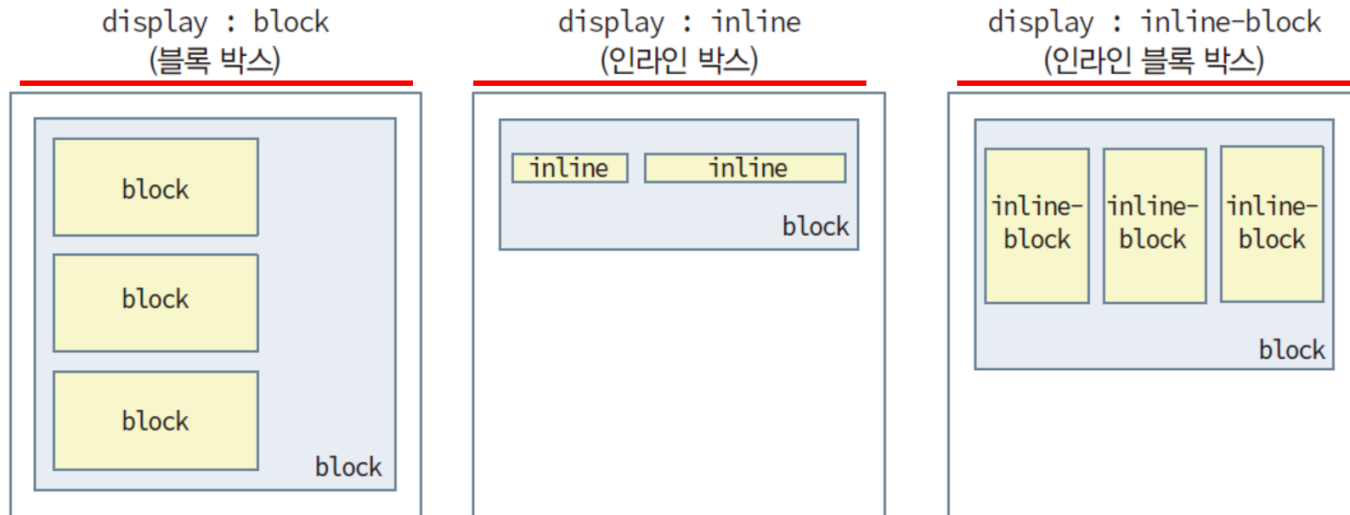 display : block
(블록 박스)
block
block
block
block
display : inline
(인라인 박스)
inline inline
block
display : inline-block
(인라인 블록 박스)
inline- inline- inline-
block block block
block